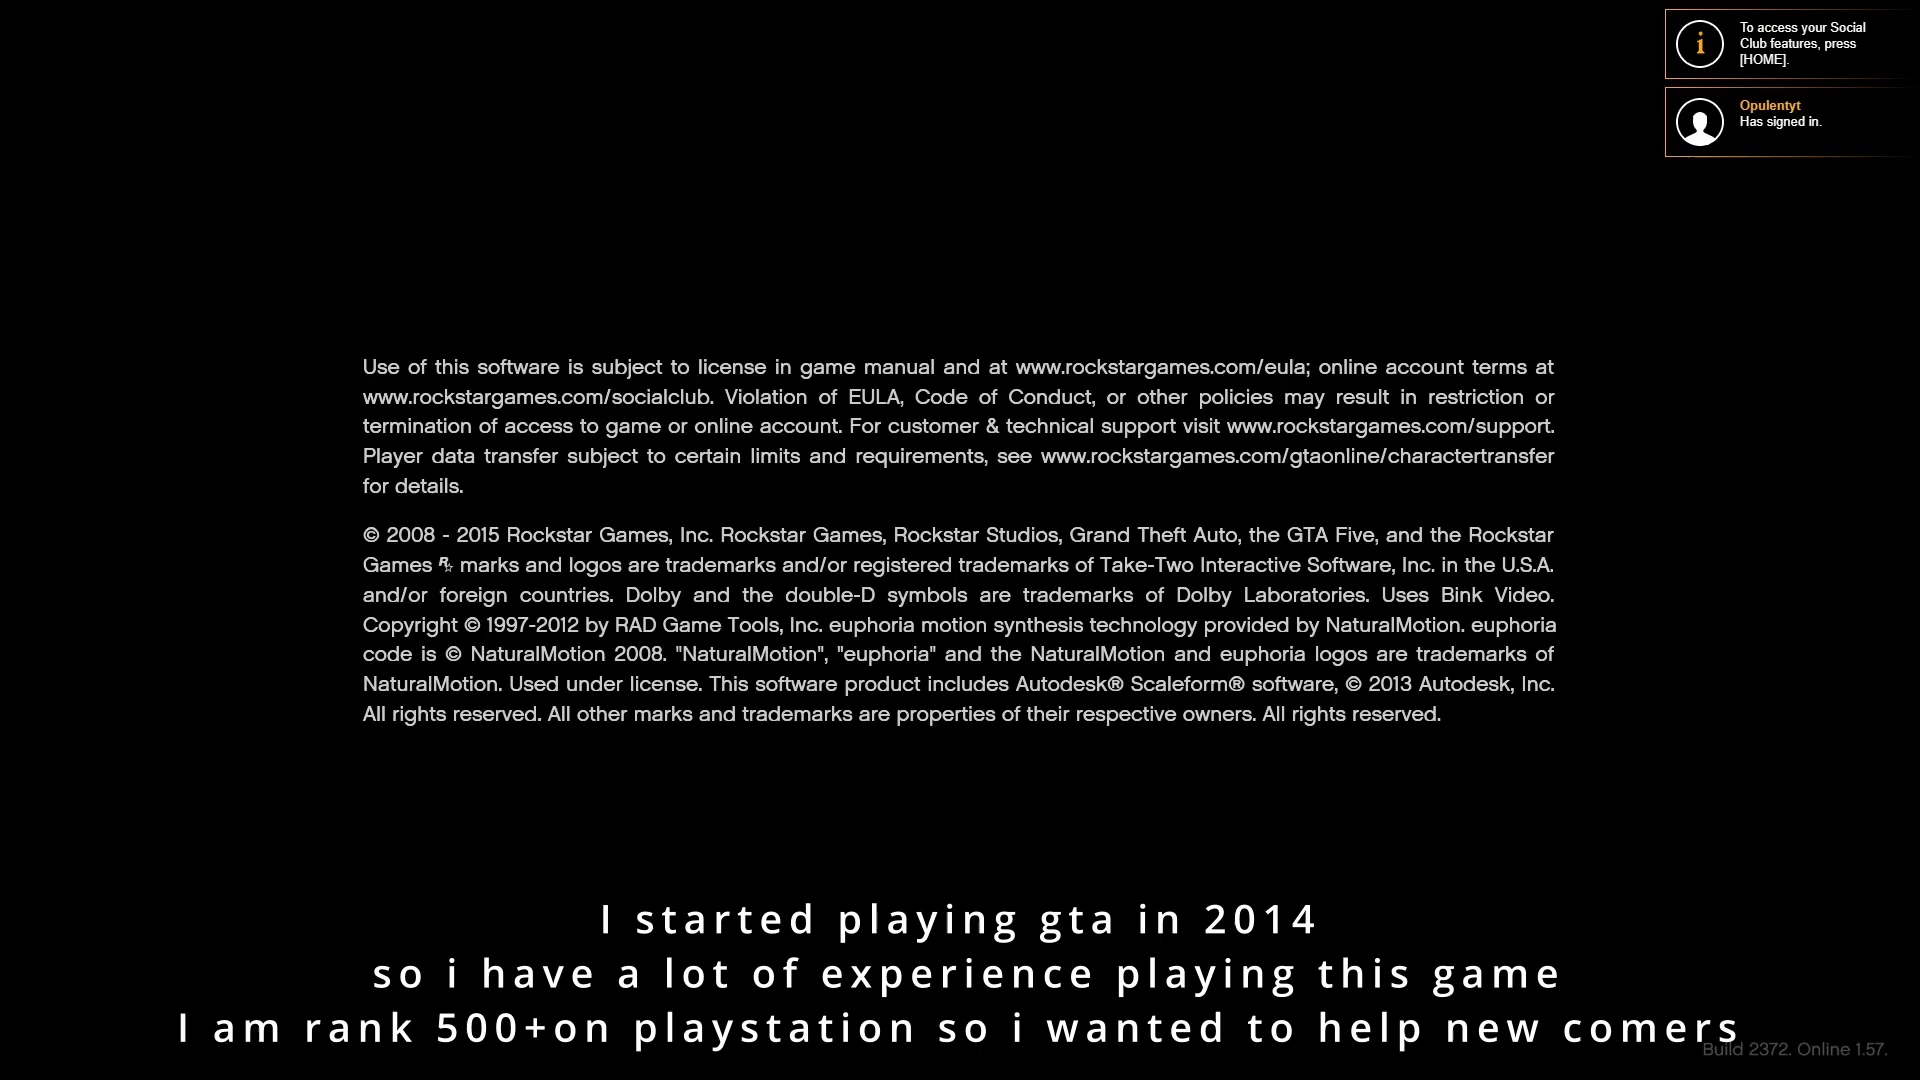 To access your Social
Club features, press
[HOME].
Opulentyt
Has signed in.
Use of this software is subject to license in game manual and at www.rockstargames.com/eula; online account terms at
www.rockstargames.com/socialclub. Violation of EULA, Code of Conduct, or other policies may result in restriction or
termination of access to game or online account. For customer & technical support visit www.rockstargames.com/support.
Player data transfer subject to certain limits and requirements, see www.rockstargames.com/gtaonline/charactertransfer
for details.
© 2008 - 2015 Rockstar Games, Inc. Rockstar Games, Rockstar Studios, Grand Theft Auto, the GTA Five, and the Rockstar
Games R☆ marks and logos are trademarks and/or registered trademarks of Take-Two Interactive Software, Inc. in the U.S.A.
and/or foreign countries. Dolby and the double-D symbols are trademarks of Dolby Laboratories. Uses Bink Video.
Copyright © 1997-2012 by RAD Game Tools, Inc. euphoria motion synthesis technology provided by NaturalMotion. euphoria
code is © NaturalMotion 2008. "NaturalMotion", "euphoria" and the NaturalMotion and euphoria logos are trademarks of
NaturalMotion. Used under license. This software product includes Autodesk® Scaleform® software, © 2013 Autodesk, Inc.
All rights reserved. All other marks and trademarks are properties of their respective owners. All rights reserved.
I started playing gta in 2014
so i have a lot of experience playing this game
I am rank 500+on playstation so i wanted to help new comers
Build 2372. Online 1.57.